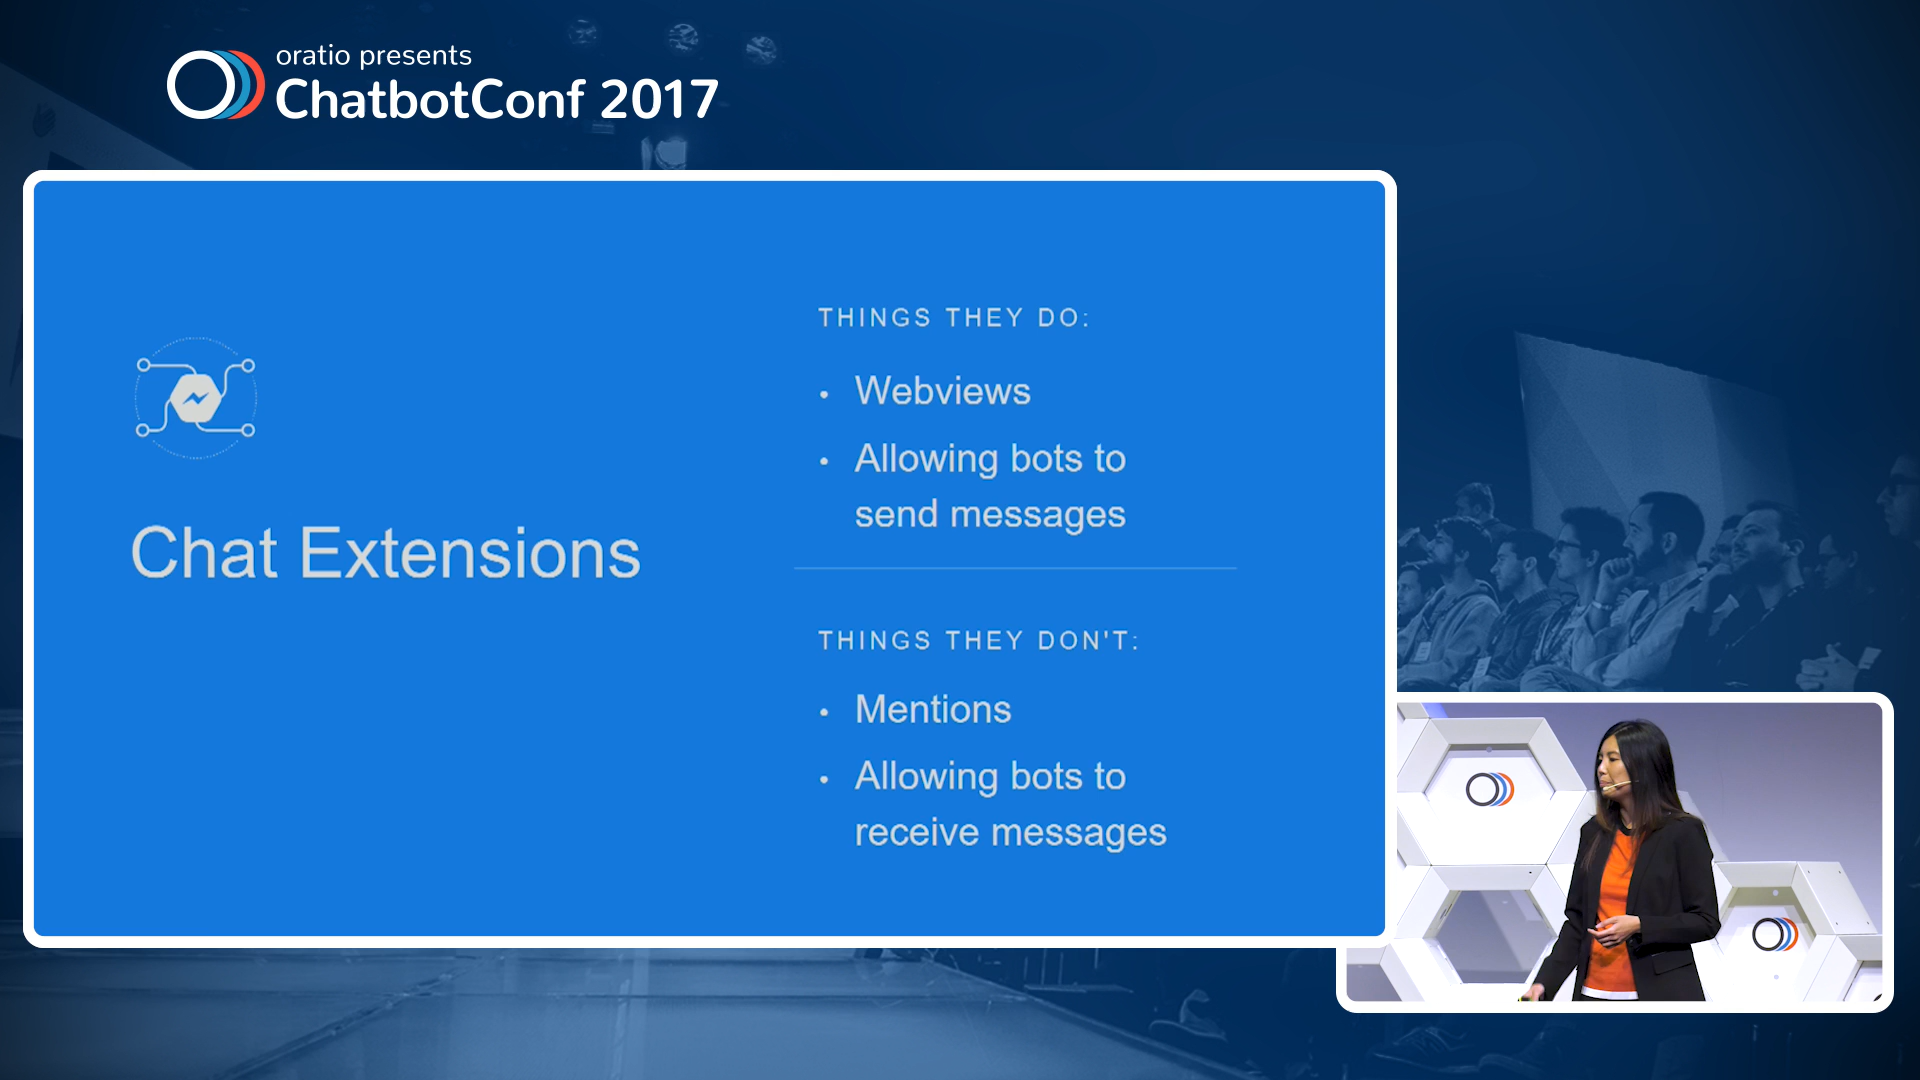 oratio presents
ChatbotConf 2017
THINGS THEY DO:
• Webviews
• Allowing bots to
send messages
Chat Extensions
THINGS THEY DON'T:
• Mentions
• Allowing bots to
receive messages